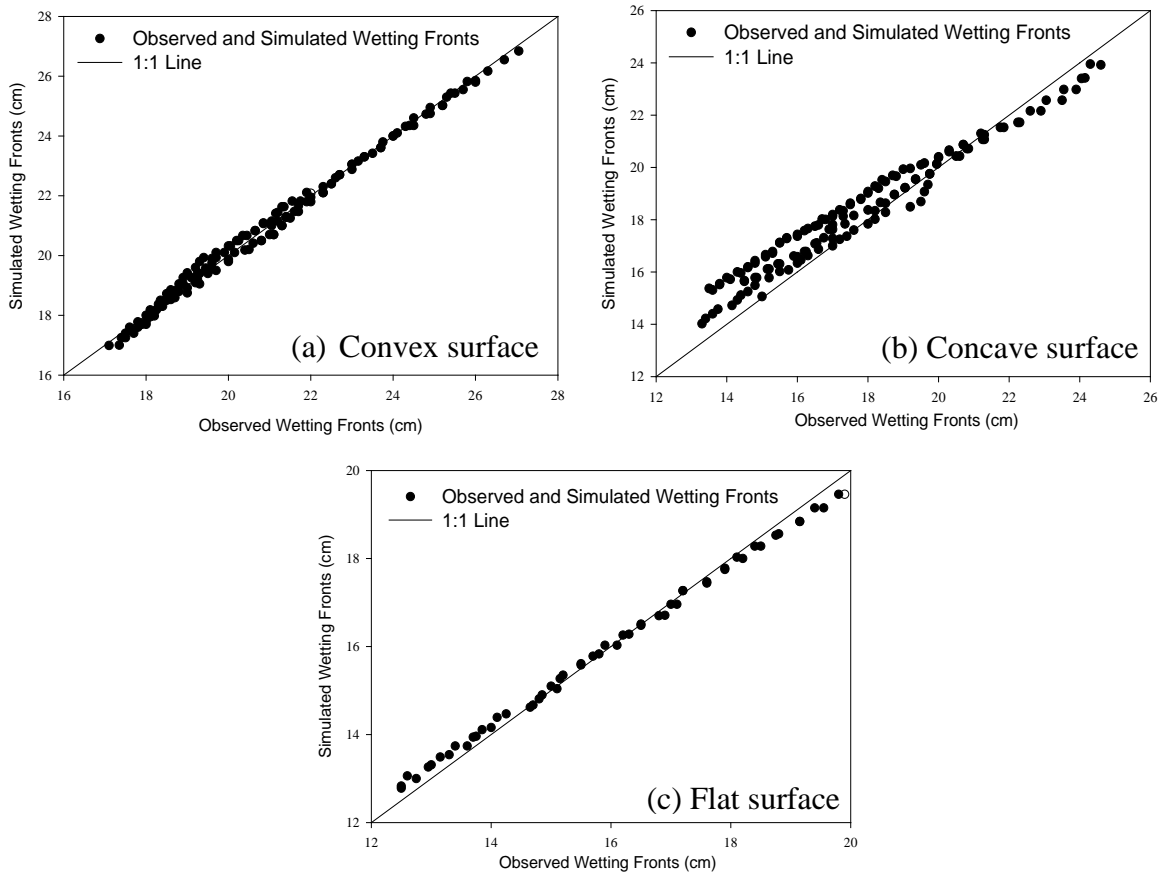 28
26
24
22
20
18
16
Simulated Wetting Fronts (cm)
Observed and Simulated Wetting Fronts
1:1 Line
(a) Convex surface
16 18 20 22 24 26 28
Observed Wetting Fronts (cm)
26
24
22
20
18
16
14
12
Simulated Wetting Fronts (cm)
Observed and Simulated Wetting Fronts
1:1 Line
(b) Concave surface
12 14 16 18 20 22 24 26
Observed Wetting Fronts (cm)
20
18
16
14
12
Simulated Wetting Fronts (cm)
Observed and Simulated Wetting Fronts
1:1 Line
(c) Flat surface
12 14 16 18 20
Observed Wetting Fronts (cm)